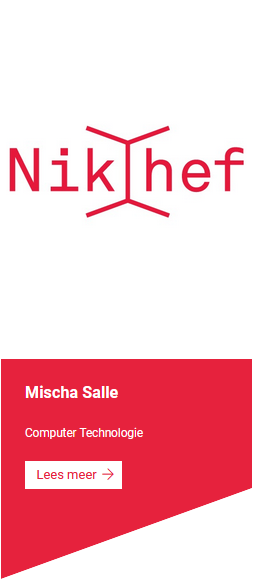 Nikhef
Mischa Salle
Computer Technologie
Lees meer